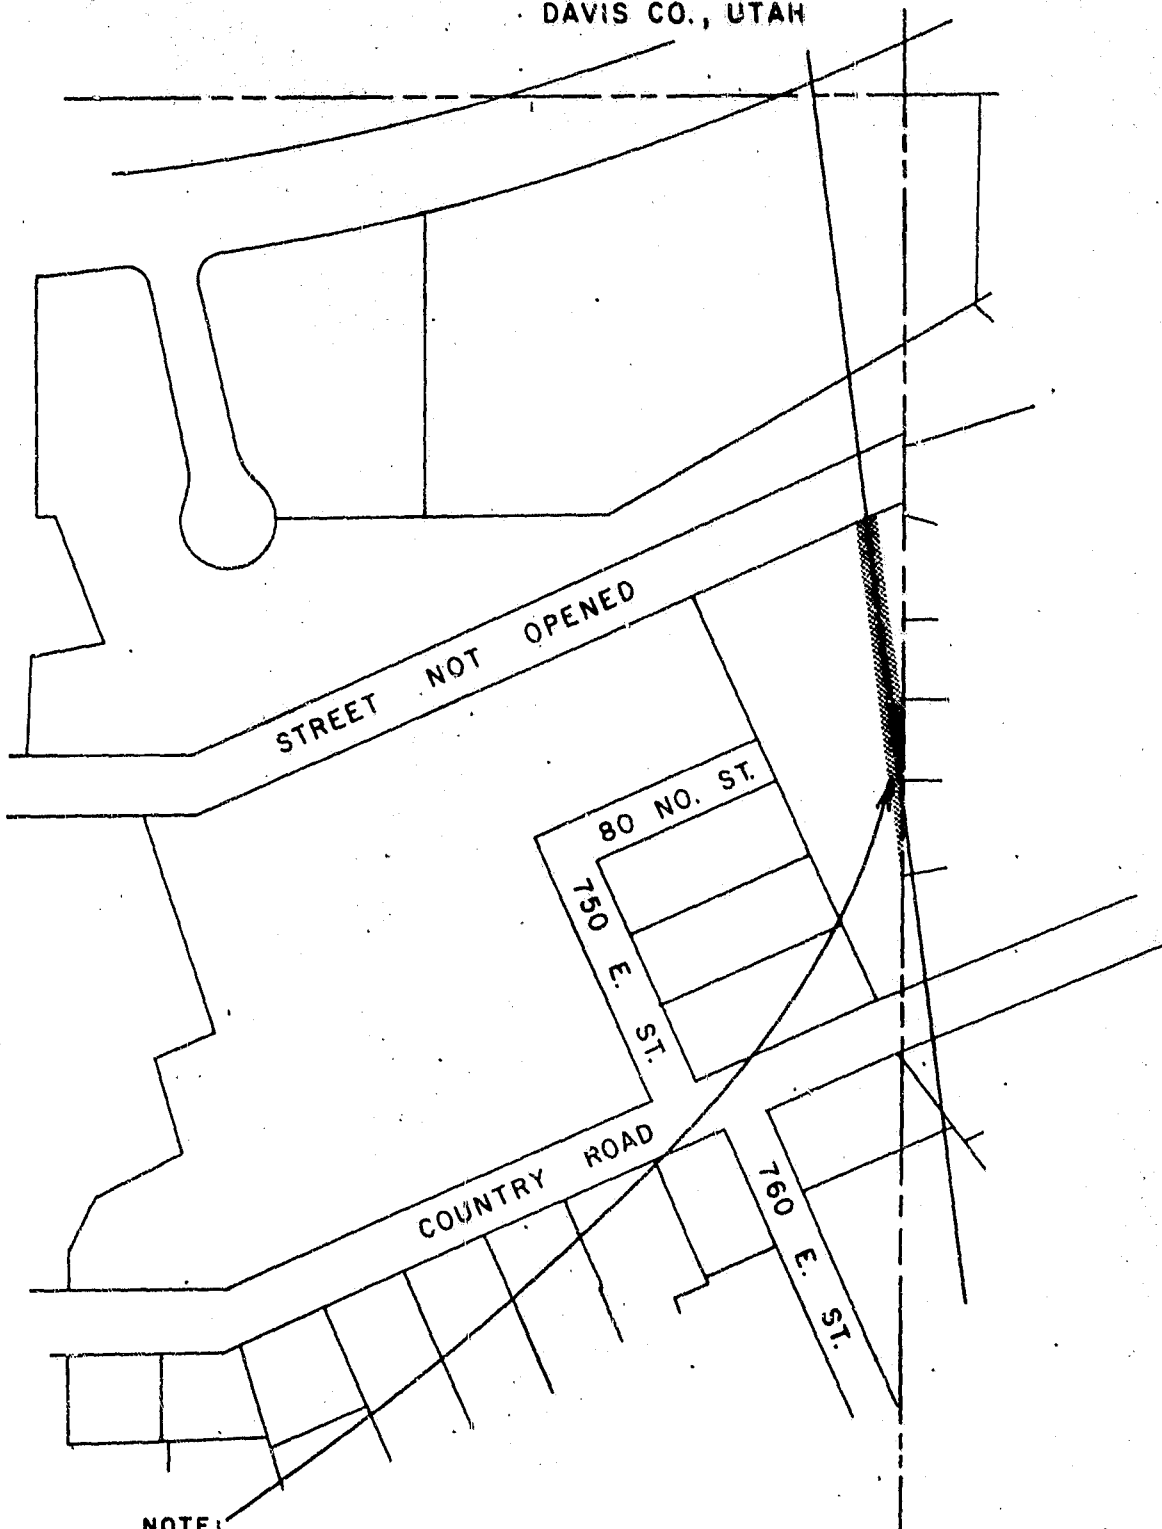 DAVIS CO., UTAH
STREET NOT OPENED
80 NO. ST.
750 E. ST.
COUNTRY ROAD
760 E. ST.
NOTE: